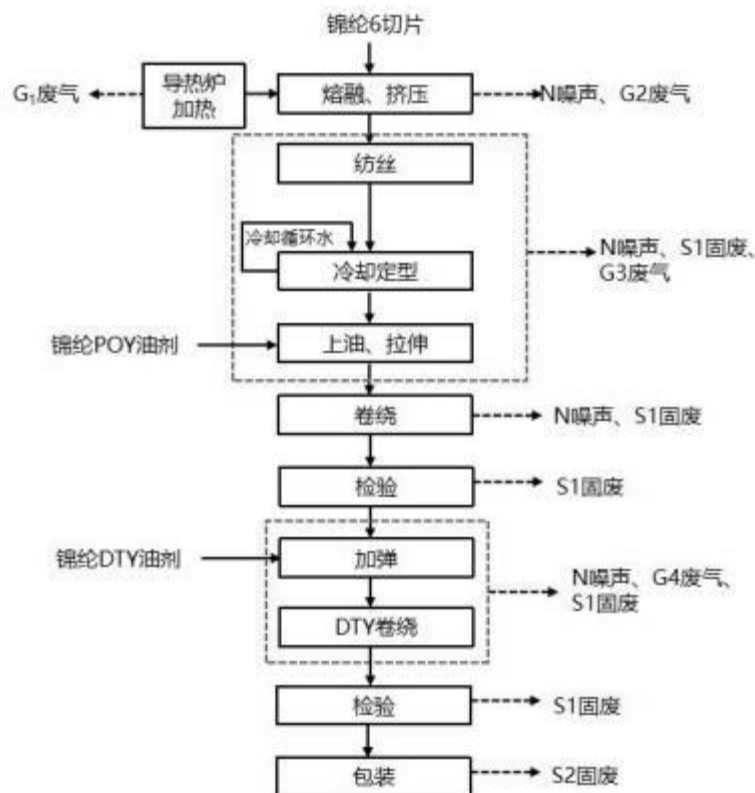 锦纶6切片
G₁废气
导热炉
加热
熔融、挤压
N噪声、G2废气
纺丝
冷却循环水
冷却定型
N噪声、S1固废、
G3废气
锦纶POY油剂
上油、拉伸
卷绕
N噪声、S1固废
检验
S1固废
锦纶DTY油剂
加弹
N噪声、G4废气、
S1固废
DTY卷绕
检验
S1固废
包装
S2固废